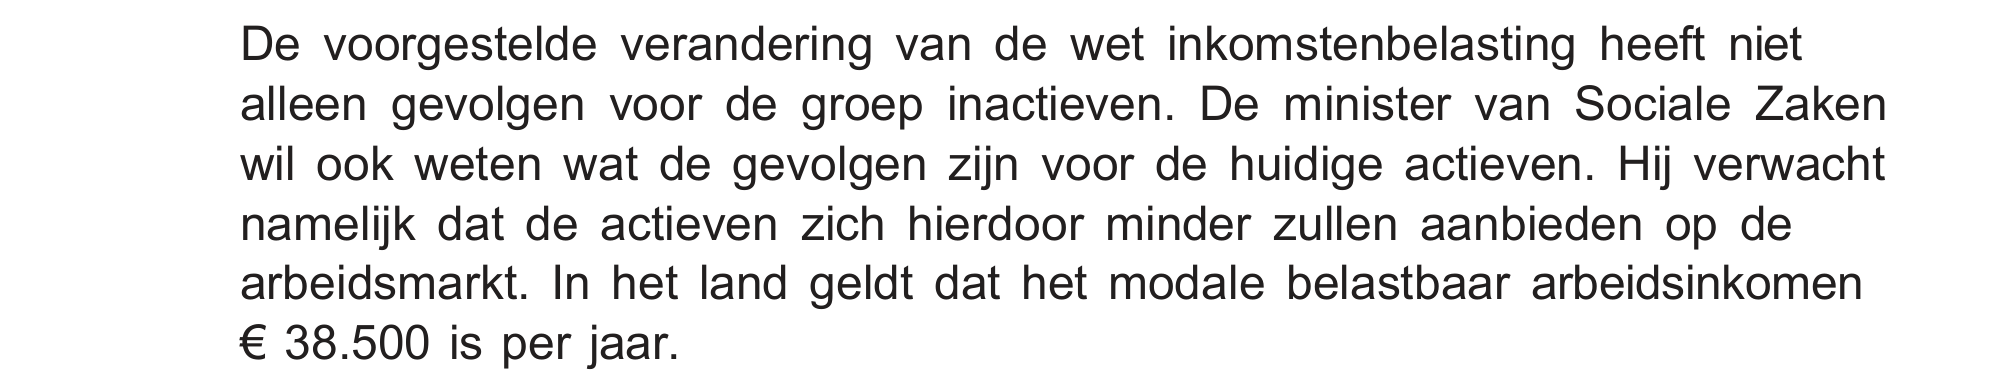 De voorgestelde verandering van de wet inkomstenbelasting heeft niet
alleen gevolgen voor de groep inactieven. De minister van Sociale Zaken
wil ook weten wat de gevolgen zijn voor de huidige actieven. Hij verwacht
namelijk dat de actieven zich hierdoor minder zullen aanbieden op de
arbeidsmarkt. In het land geldt dat het modale belastbaar arbeidsinkomen
€ 38.500 is per jaar.